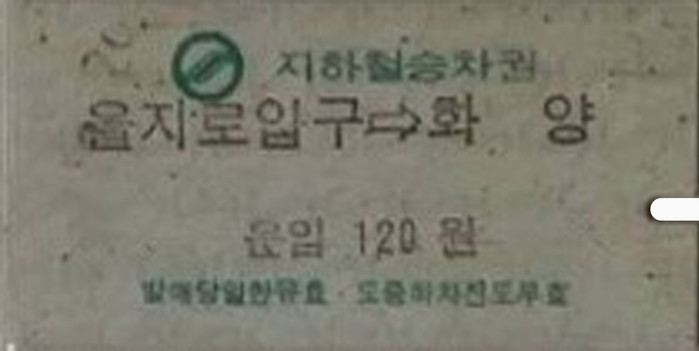 지하철승차권
을지로입구⇨화 양
운임 120 원
발매당일한유효·도중하차전도무효